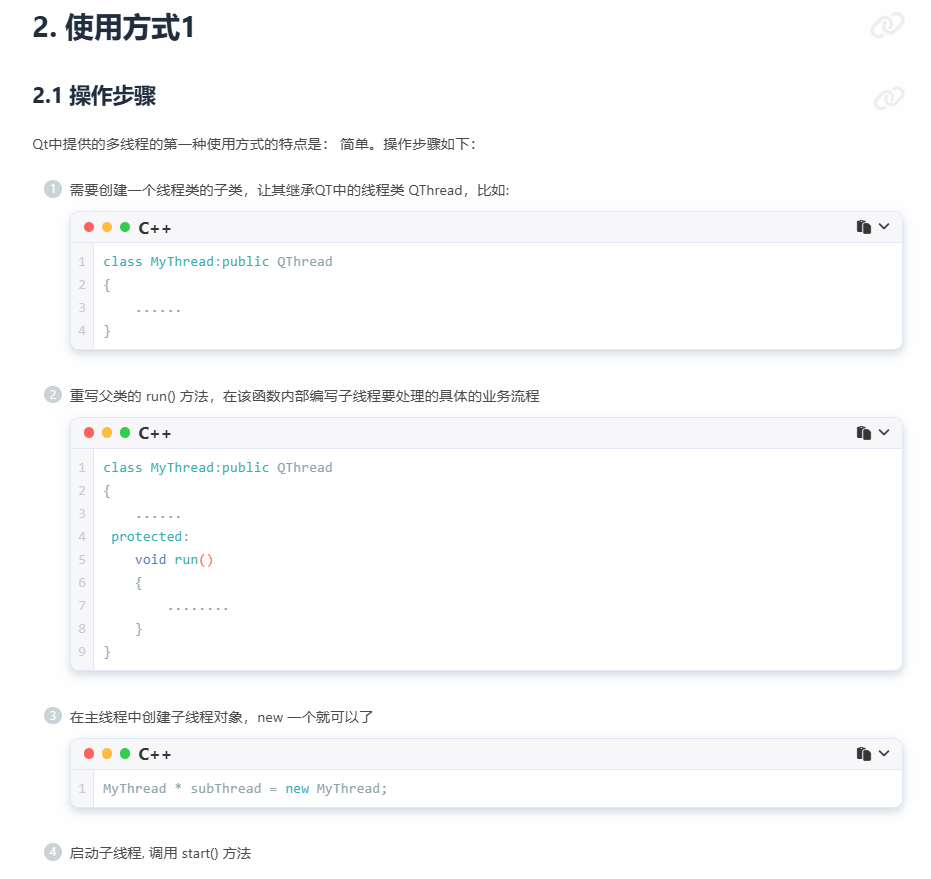 2. 使用方式1
2.1 操作步骤
Qt中提供的多线程的第一种使用方式的特点是： 简单。操作步骤如下：
1 需要创建一个线程类的子类，让其继承QT中的线程类 QThread，比如:
C++
1 class MyThread:public QThread
2 {
3     ......
4 }
2 重写父类的 run() 方法，在该函数内部编写子线程要处理的具体的业务流程
C++
1 class MyThread:public QThread
2 {
3     ......
4  protected:
5     void run()
6     {
7         ........
8     }
9 }
3 在主线程中创建子线程对象，new 一个就可以了
C++
1 MyThread * subThread = new MyThread;
4 启动子线程, 调用 start() 方法